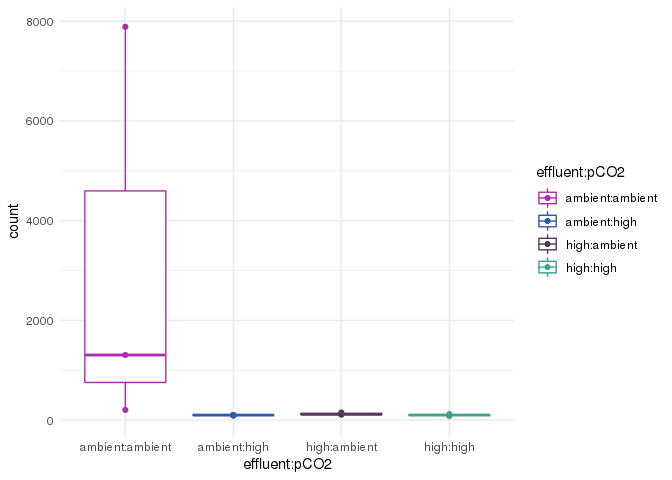 8000
6000
4000
2000
0
count
ambient:ambient
ambient:high
high:ambient
high:high
effluent:pCO2
effluent:pCO2
ambient:ambient
ambient:high
high:ambient
high:high